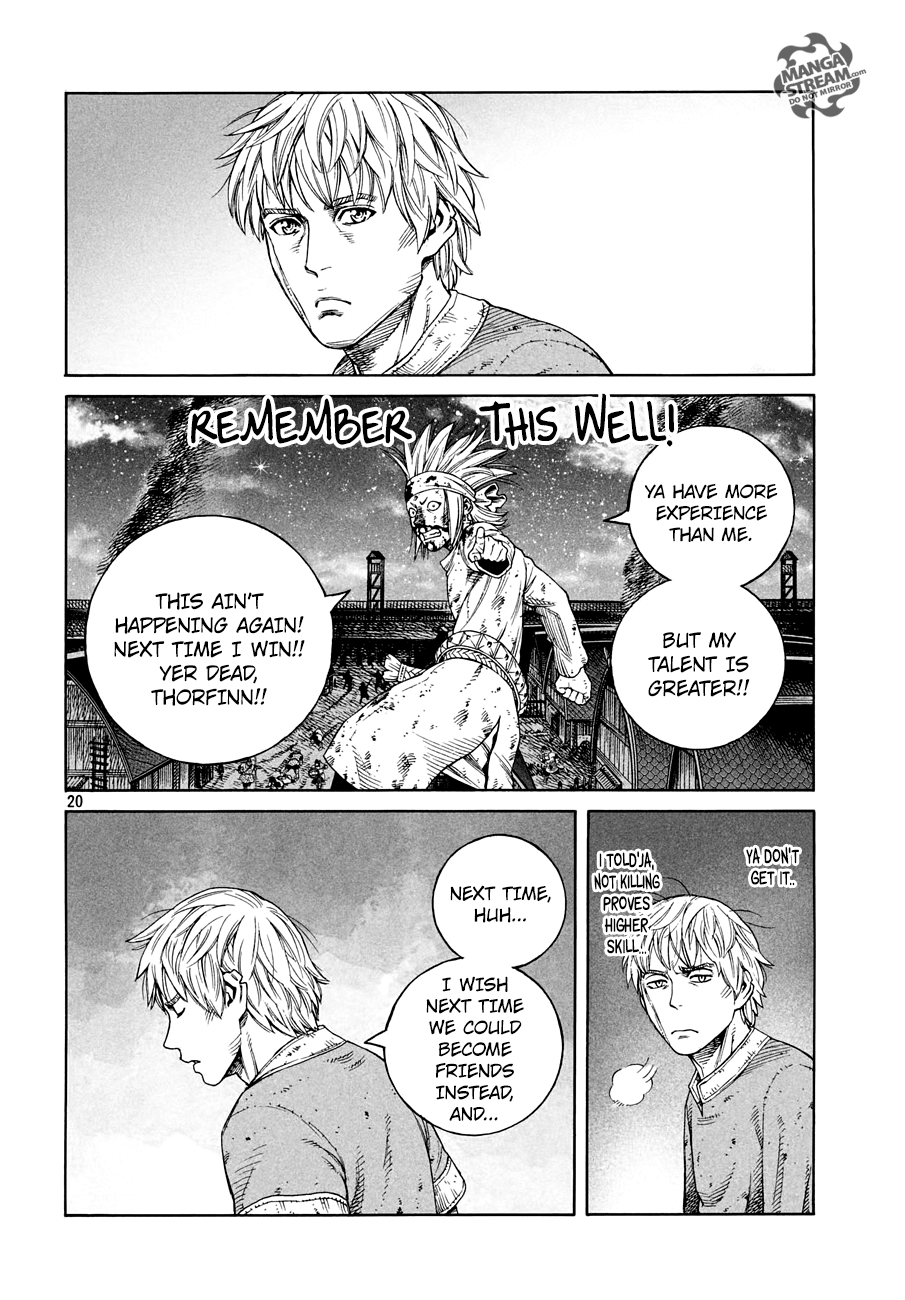 MANGA
STREAM.com
DO NOT MIRROR
REMEMBER THIS WELL!
YA HAVE MORE
EXPERIENCE
THAN ME.
BUT MY
TALENT IS
GREATER!!
THIS AIN'T
HAPPENING AGAIN!
NEXT TIME I WIN!!
YER DEAD,
THORFINN!!
20
YA DON'T
GET IT..
I TOLD'JA,
NOT KILLING
PROVES
HIGHER
SKILL..!
NEXT TIME,
HUH...
I WISH
NEXT TIME
WE COULD
BECOME
FRIENDS
INSTEAD,
AND...